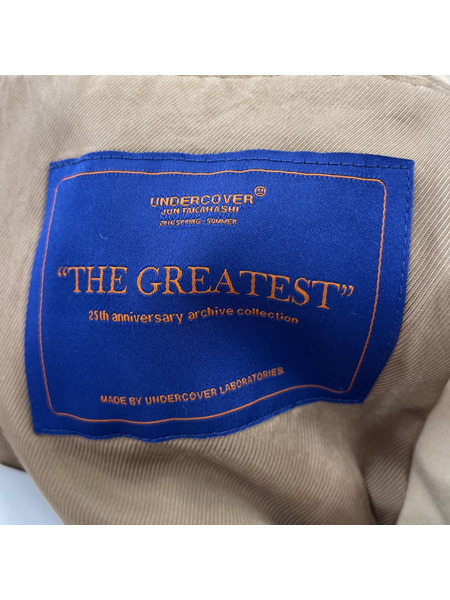 UNDERCOVER
JUN TAKAHASHI
2016 SPRING - SUMMER
“THE GREATEST”
25th anniversary archive collection
MADE BY UNDERCOVER LABORATORIES.